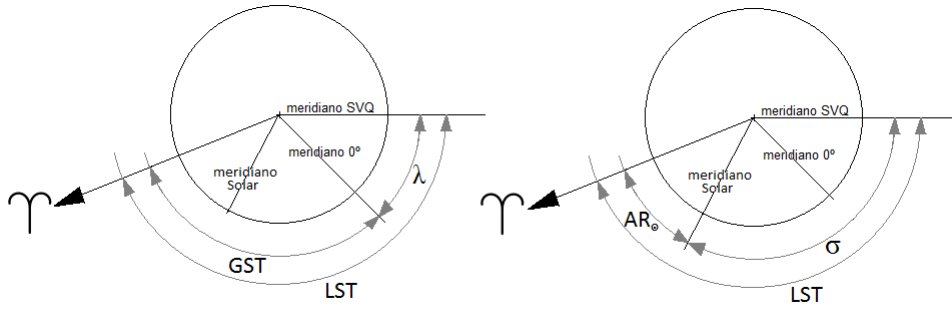 meridiano SVQ
meridiano 0º
meridiano
Solar
λ
♈
GST
LST
meridiano SVQ
meridiano 0º
meridiano
Solar
♈
AR☉
σ
LST